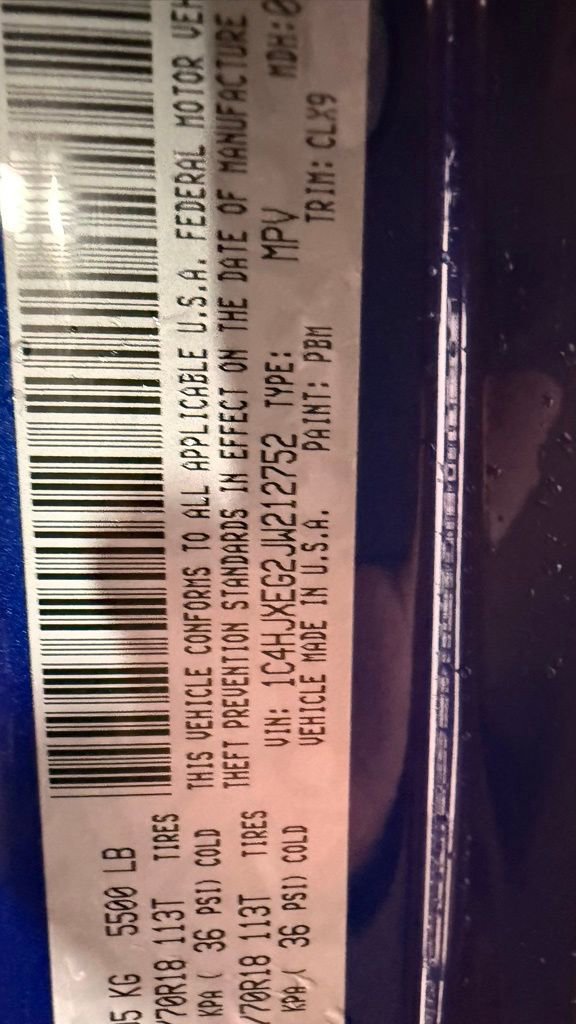 5 KG 5500 LB
/70R18 113T TIRES
KPA ( 36 PSI) COLD
/70R18 113T TIRES
KPA ( 36 PSI) COLD
THIS VEHICLE CONFORMS TO ALL APPLICABLE U.S.A. FEDERAL MOTOR VEH
THEFT PREVENTION STANDARDS IN EFFECT ON THE DATE OF MANUFACTURE
VIN: 1C4HJXEG2JW212752 TYPE: MPV MDH:0
VEHICLE MADE IN U.S.A. PAINT: PBM TRIM: CLX9